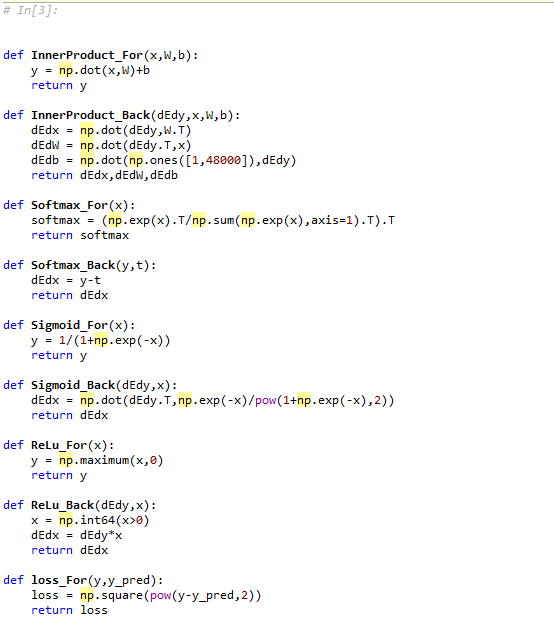 # In[3]:
def InnerProduct_For(x,W,b):
    y = np.dot(x,W)+b
    return y
def InnerProduct_Back(dEdy,x,W,b):
    dEdx = np.dot(dEdy,W.T)
    dEdW = np.dot(dEdy.T,x)
    dEdb = np.dot(np.ones([1,48000]),dEdy)
    return dEdx,dEdW,dEdb
def Softmax_For(x):
    softmax = (np.exp(x).T/np.sum(np.exp(x),axis=1).T).T
    return softmax
def Softmax_Back(y,t):
    dEdx = y-t
    return dEdx
def Sigmoid_For(x):
    y = 1/(1+np.exp(-x))
    return y
def Sigmoid_Back(dEdy,x):
    dEdx = np.dot(dEdy.T,np.exp(-x)/pow(1+np.exp(-x),2))
    return dEdx
def ReLu_For(x):
    y = np.maximum(x,0)
    return y
def ReLu_Back(dEdy,x):
    x = np.int64(x>0)
    dEdx = dEdy*x
    return dEdx
def loss_For(y,y_pred):
    loss = np.square(pow(y-y_pred,2))
    return loss